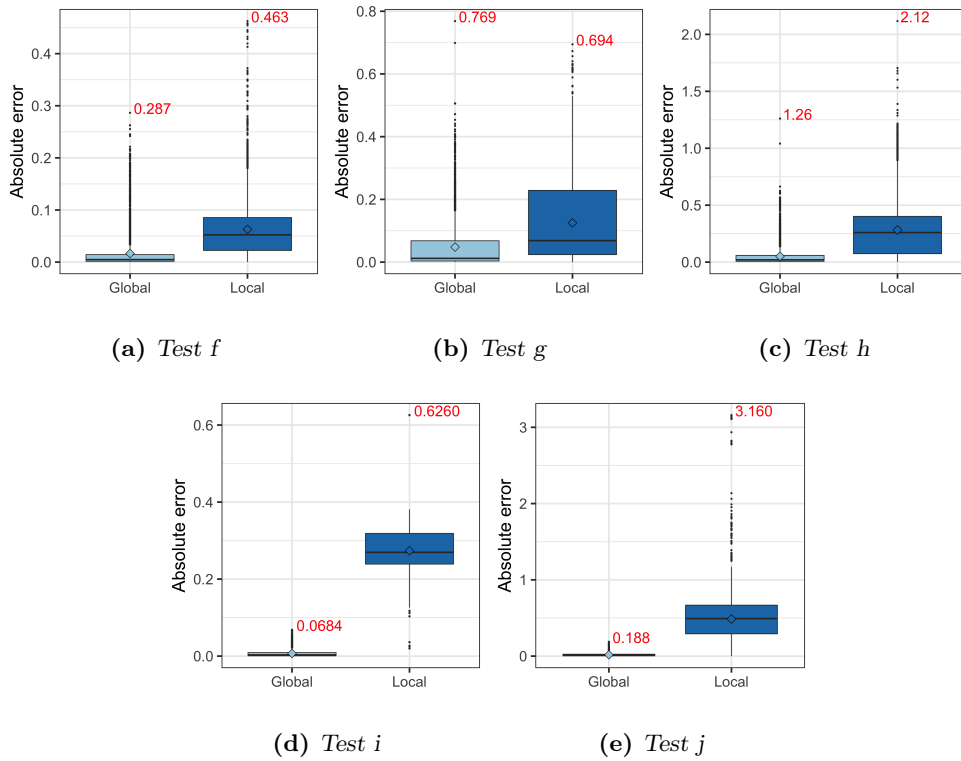 0.463
0.287
Absolute error
0.4
0.3
0.2
0.1
0.0
Global Local
(a) Test f
0.769
0.694
Absolute error
0.8
0.6
0.4
0.2
0.0
Global Local
(b) Test g
2.12
1.26
Absolute error
2.0
1.5
1.0
0.5
0.0
Global Local
(c) Test h
0.6260
0.0684
Absolute error
0.6
0.4
0.2
0.0
Global Local
(d) Test i
3.160
0.188
Absolute error
3
2
1
0
Global Local
(e) Test j